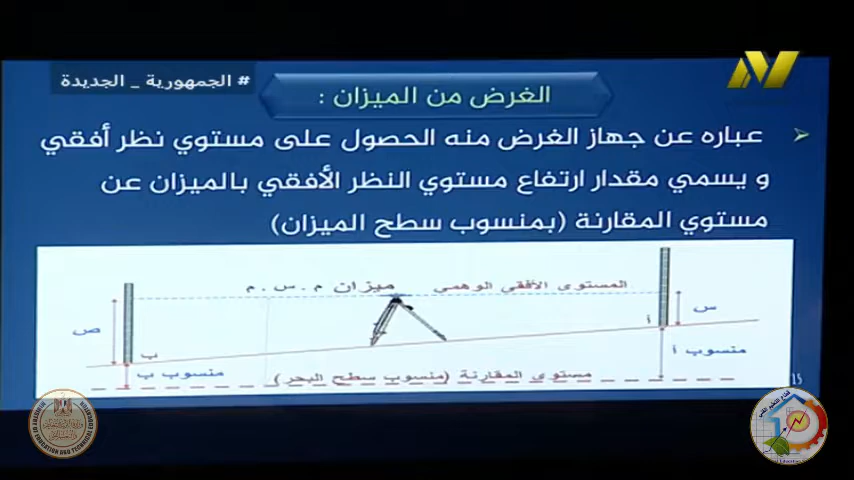 # الجمهورية _ الجديدة
الغرض من الميزان :
عباره عن جهاز الغرض منه الحصول على مستوي نظر أفقي
و يسمي مقدار ارتفاع مستوي النظر الأفقي بالميزان عن
مستوي المقارنة (بمنسوب سطح الميزان)
المستوى الأفقي الوهمي
ميزان م . س . م
س
ص
أ
ب
منسوب أ
منسوب ب
مستوي المقارنة (منسوب سطح البحر)
15